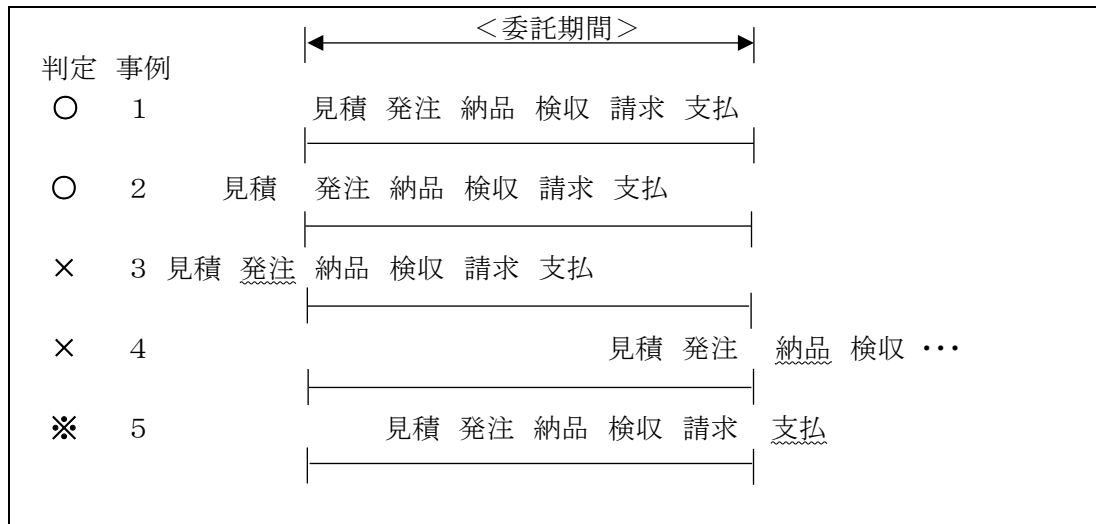 ＜委託期間＞
判定 事例
○ １ 見積 発注 納品 検収 請求 支払
○ ２ 見積 発注 納品 検収 請求 支払
× ３ 見積 発注 納品 検収 請求 支払
× ４ 見積 発注 納品 検収 ・・・
※ ５ 見積 発注 納品 検収 請求 支払